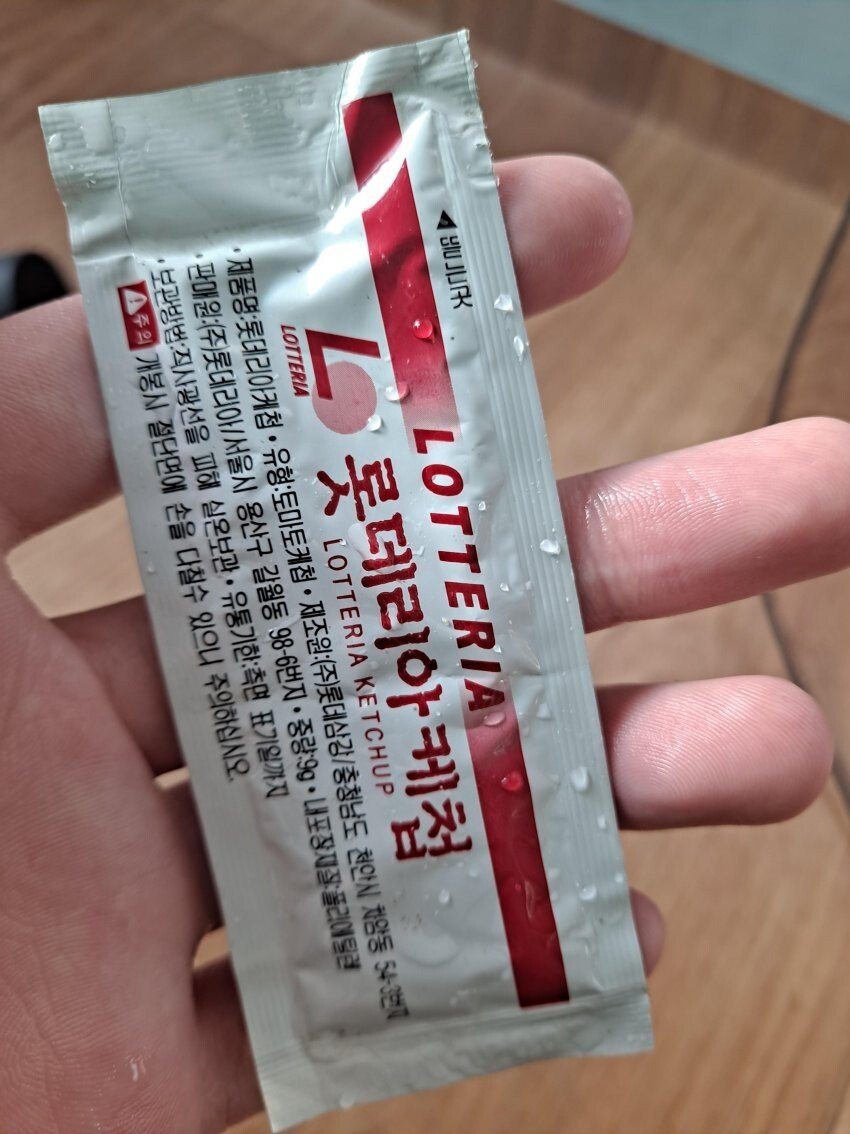 ◀뜯는곳
LOTTERIA
롯데리아케첩
LOTTERIA KETCHUP
L
LOTTERIA
• 제품명:롯데리아케첩 • 유형:토마토케첩 • 제조원:(주)롯데삼강/충청남도 천안시 차암동 54-3번지
• 판매원:(주)롯데리아/서울시 용산구 갈월동 98-6번지 • 중량:9g • 내포장재질:폴리에틸렌
• 보관방법:직사광선을 피해 실온보관 • 유통기한:측면 표기일까지
주의 개봉시 절단면에 손을 다칠수 있으니 주의하십시오.